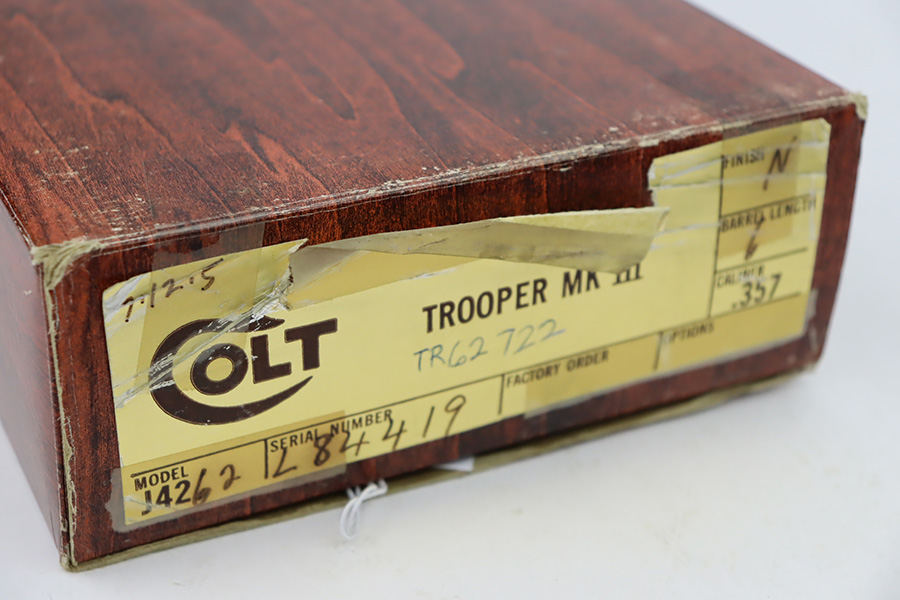 7-12-5
COLT
TROOPER MK III
TR62722
FINISH
N
BARREL LENGTH
6
CALIBER
.357
MODEL
J4262
SERIAL NUMBER
L84419
FACTORY ORDER
OPTIONS